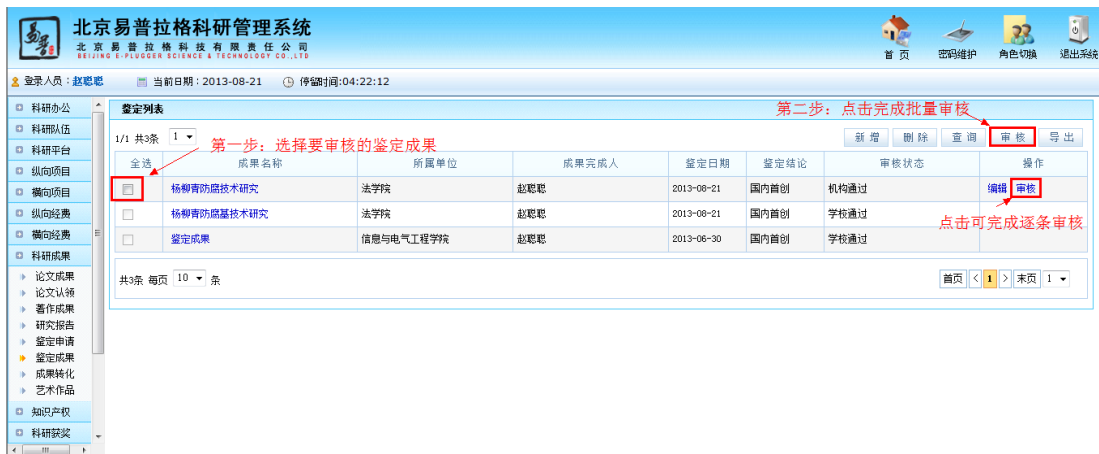 北京易普拉格科研管理系统
北京易普拉格科技有限责任公司
BEIJING E-PLUGGER SCIENCE & TECHNOLOGY CO.,LTD
首 页 密码维护 角色切换 退出系统
登录人员：赵聪聪 当前日期：2013-08-21 停留时间:04:22:12
科研办公
科研队伍
科研平台
纵向项目
横向项目
纵向经费
横向经费
科研成果
论文成果
论文认领
著作成果
研究报告
鉴定申请
鉴定成果
成果转化
艺术作品
知识产权
科研获奖
鉴定列表
第二步：点击完成批量审核
1/1 共3条 1
第一步：选择要审核的鉴定成果
新 增 删 除 查 询 审 核 导 出
全选 成果名称 所属单位 成果完成人 鉴定日期 鉴定结论 审核状态 操作
杨柳青防腐技术研究 法学院 赵聪聪 2013-08-21 国内首创 机构通过 编辑 审核
杨柳青防腐基技术研究 法学院 赵聪聪 2013-08-21 国内首创 学校通过
点击可完成逐条审核
鉴定成果 信息与电气工程学院 赵聪聪 2013-06-30 国内首创 学校通过
共3条 每页 10 条 首页 < 1 > 末页 1